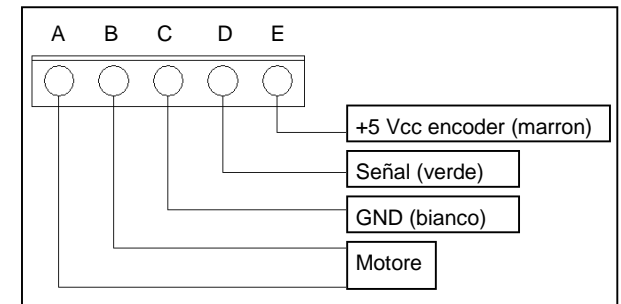 A B C D E
+5 Vcc encoder (marron)
Señal (verde)
GND (bianco)
Motore